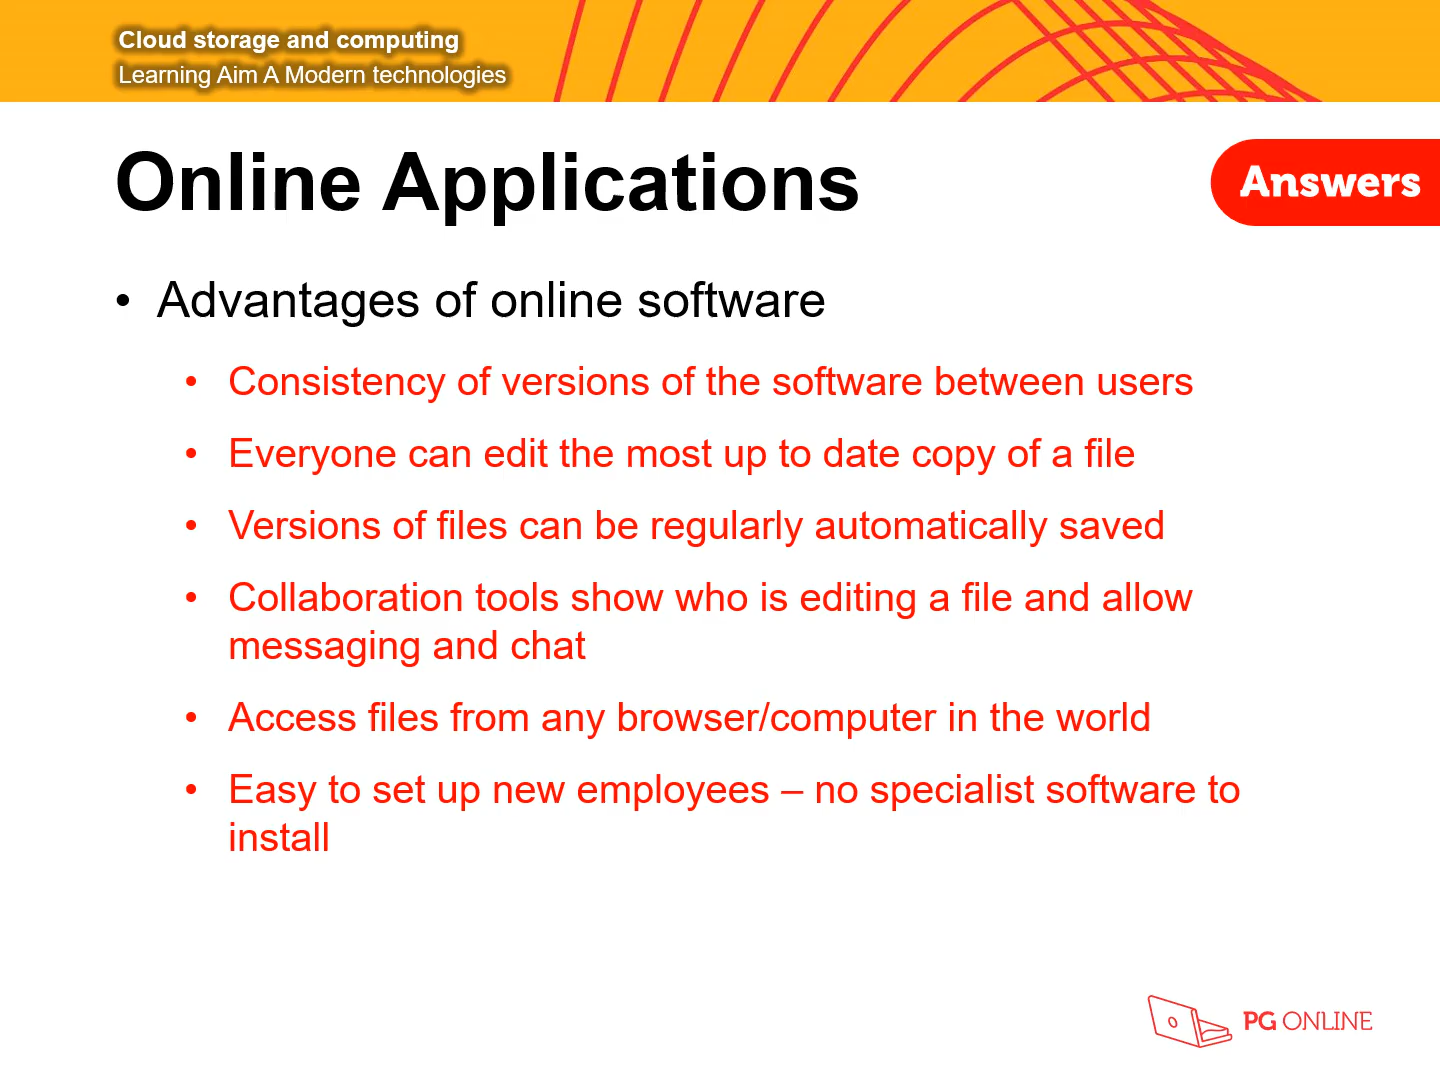 Cloud storage and computing
Learning Aim A Modern technologies
Online Applications
Answers
• Advantages of online software
• Consistency of versions of the software between users
• Everyone can edit the most up to date copy of a file
• Versions of files can be regularly automatically saved
• Collaboration tools show who is editing a file and allow
messaging and chat
• Access files from any browser/computer in the world
• Easy to set up new employees – no specialist software to
install
PG ONLINE